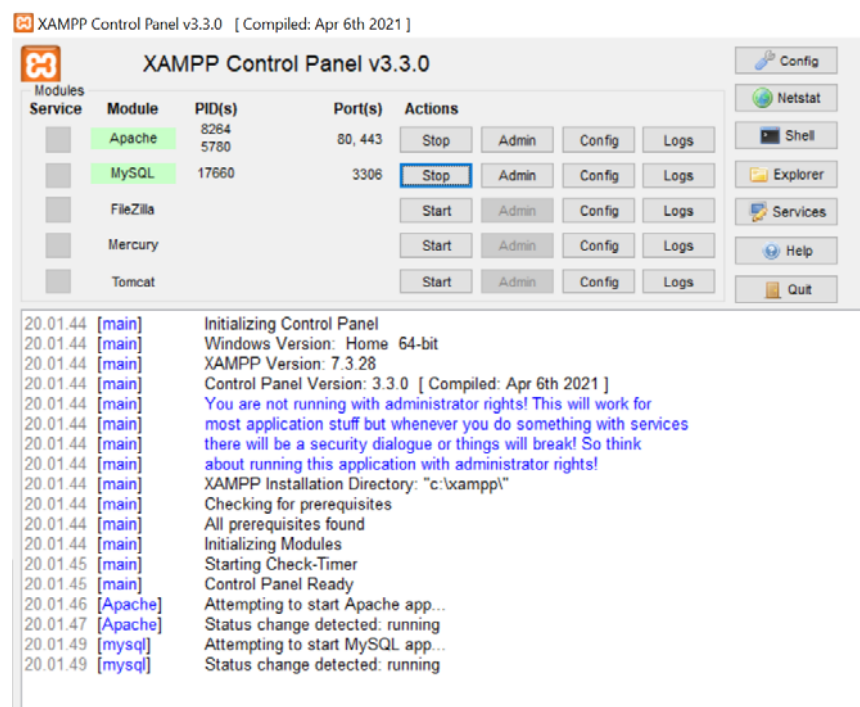 XAMPP Control Panel v3.3.0 [ Compiled: Apr 6th 2021 ]
XAMPP Control Panel v3.3.0
Config
Modules
Service Module PID(s) Port(s) Actions
Netstat
Apache 8264 5780 80, 443 Stop Admin Config Logs
Shell
MySQL 17660 3306 Stop Admin Config Logs
Explorer
FileZilla Start Admin Config Logs
Services
Mercury Start Admin Config Logs
Help
Tomcat Start Admin Config Logs
Quit
20.01.44 [main] Initializing Control Panel
20.01.44 [main] Windows Version: Home 64-bit
20.01.44 [main] XAMPP Version: 7.3.28
20.01.44 [main] Control Panel Version: 3.3.0 [ Compiled: Apr 6th 2021 ]
20.01.44 [main] You are not running with administrator rights! This will work for
20.01.44 [main] most application stuff but whenever you do something with services
20.01.44 [main] there will be a security dialogue or things will break! So think
20.01.44 [main] about running this application with administrator rights!
20.01.44 [main] XAMPP Installation Directory: "c:\xampp\"
20.01.44 [main] Checking for prerequisites
20.01.44 [main] All prerequisites found
20.01.44 [main] Initializing Modules
20.01.45 [main] Starting Check-Timer
20.01.45 [main] Control Panel Ready
20.01.46 [Apache] Attempting to start Apache app...
20.01.47 [Apache] Status change detected: running
20.01.49 [mysql] Attempting to start MySQL app...
20.01.49 [mysql] Status change detected: running